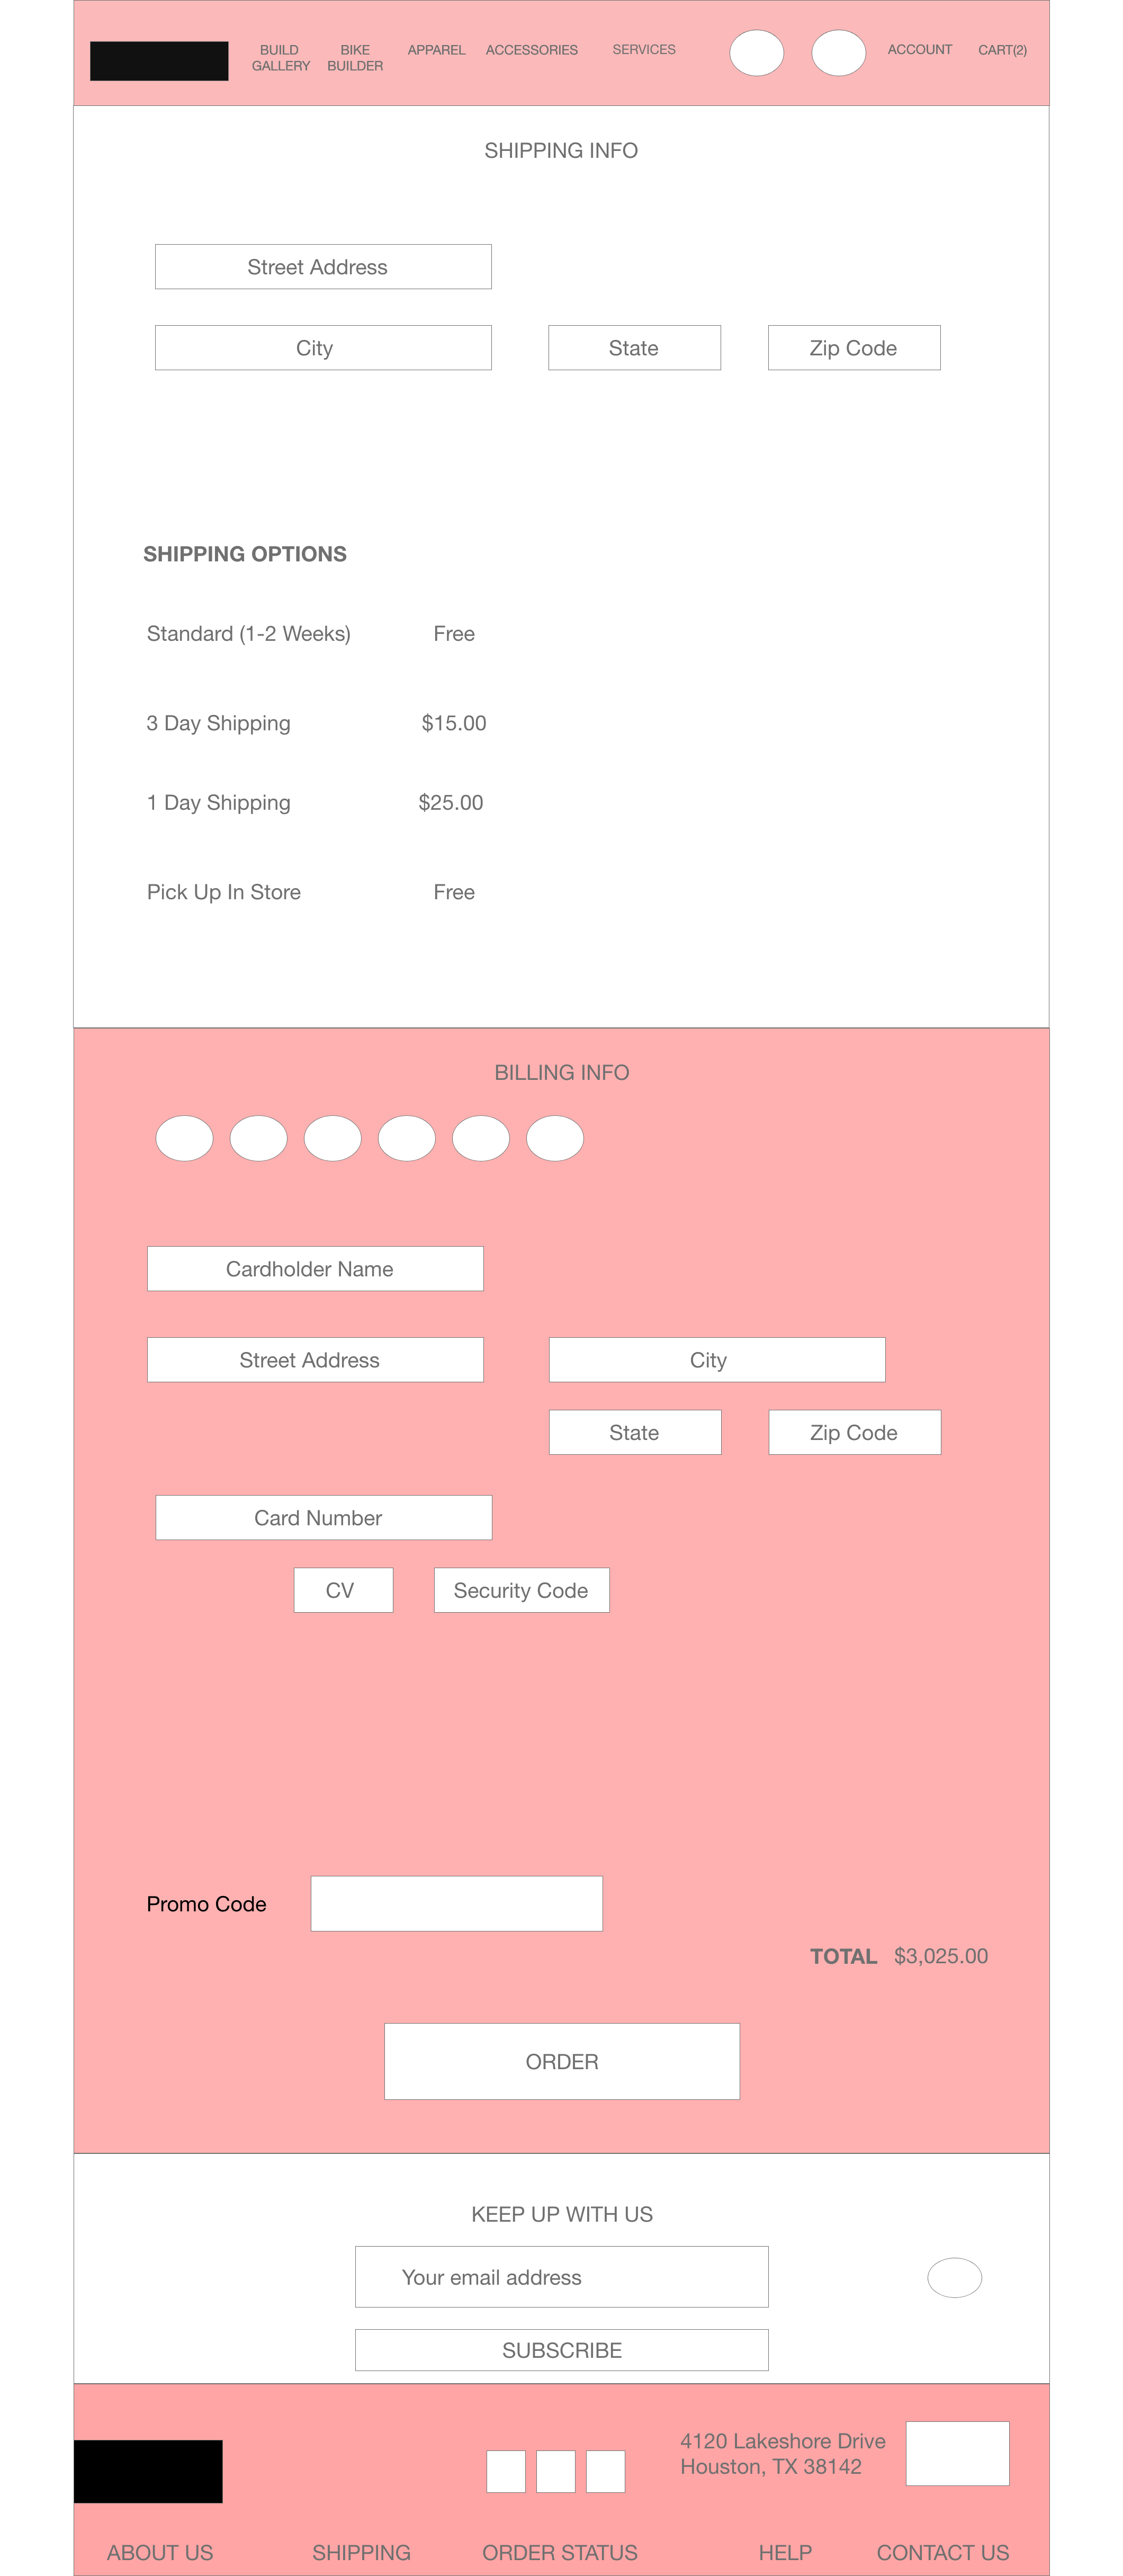 BUILD GALLERY
BIKE BUILDER
APPAREL
ACCESSORIES
SERVICES
ACCOUNT
CART(2)
SHIPPING INFO
Street Address
City
State
Zip Code
SHIPPING OPTIONS
Standard (1-2 Weeks) Free
3 Day Shipping $15.00
1 Day Shipping $25.00
Pick Up In Store Free
BILLING INFO
Cardholder Name
Street Address
City
State
Zip Code
Card Number
CV
Security Code
Promo Code
TOTAL $3,025.00
ORDER
KEEP UP WITH US
Your email address
SUBSCRIBE
4120 Lakeshore Drive
Houston, TX 38142
ABOUT US
SHIPPING
ORDER STATUS
HELP
CONTACT US